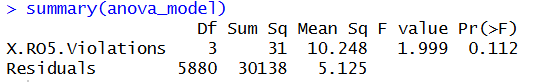 > summary(anova_model)
Df Sum Sq Mean Sq F value Pr(>F)
X.RO5.Violations 3 31 10.248 1.999 0.112
Residuals 5880 30138 5.125